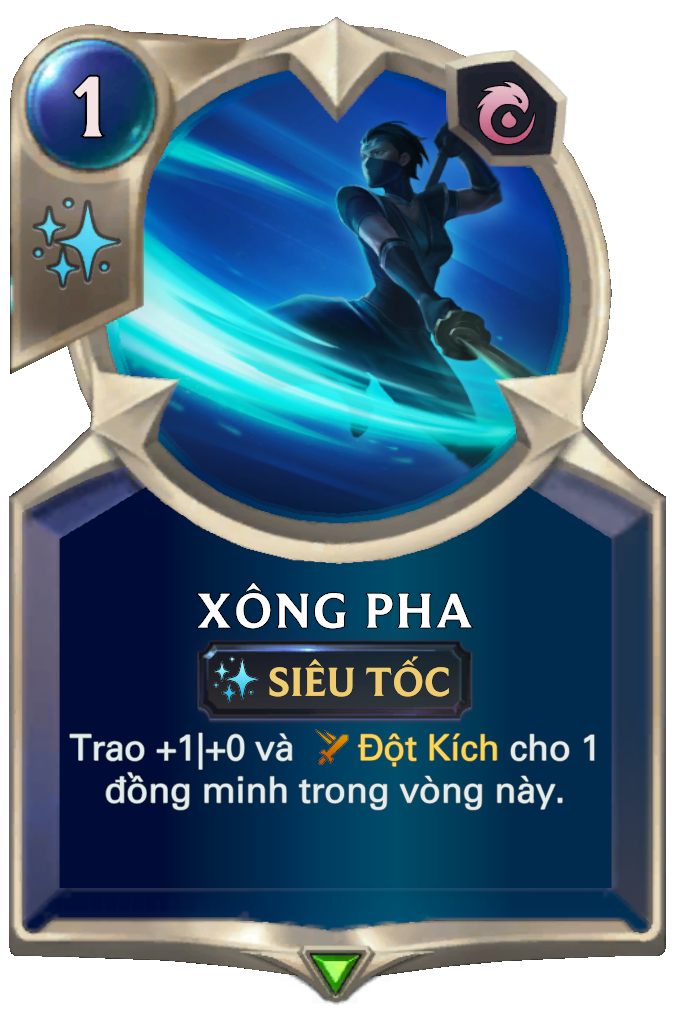 1
XÔNG PHA
SIÊU TỐC
Trao +1|+0 và Đột Kích cho 1
đồng minh trong vòng này.